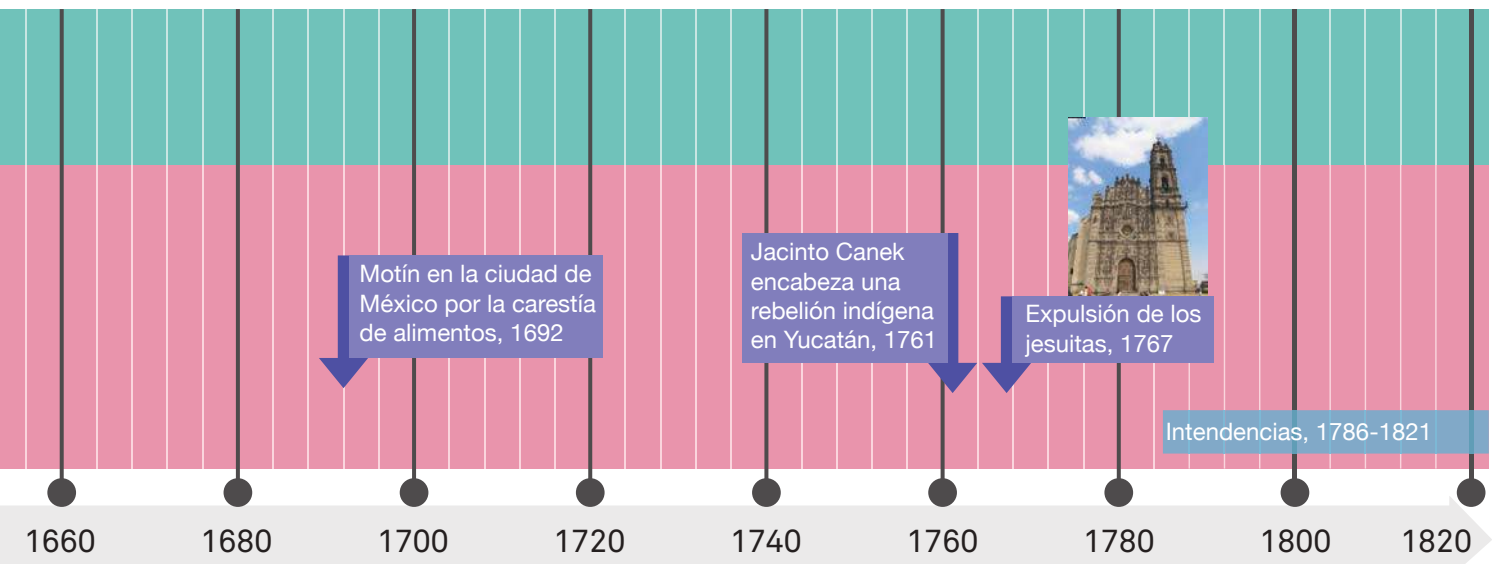 Motín en la ciudad de
México por la carestía
de alimentos, 1692
Jacinto Canek
encabeza una
rebelión indígena
en Yucatán, 1761
Expulsión de los
jesuitas, 1767
Intendencias, 1786-1821
1660 1680 1700 1720 1740 1760 1780 1800 1820